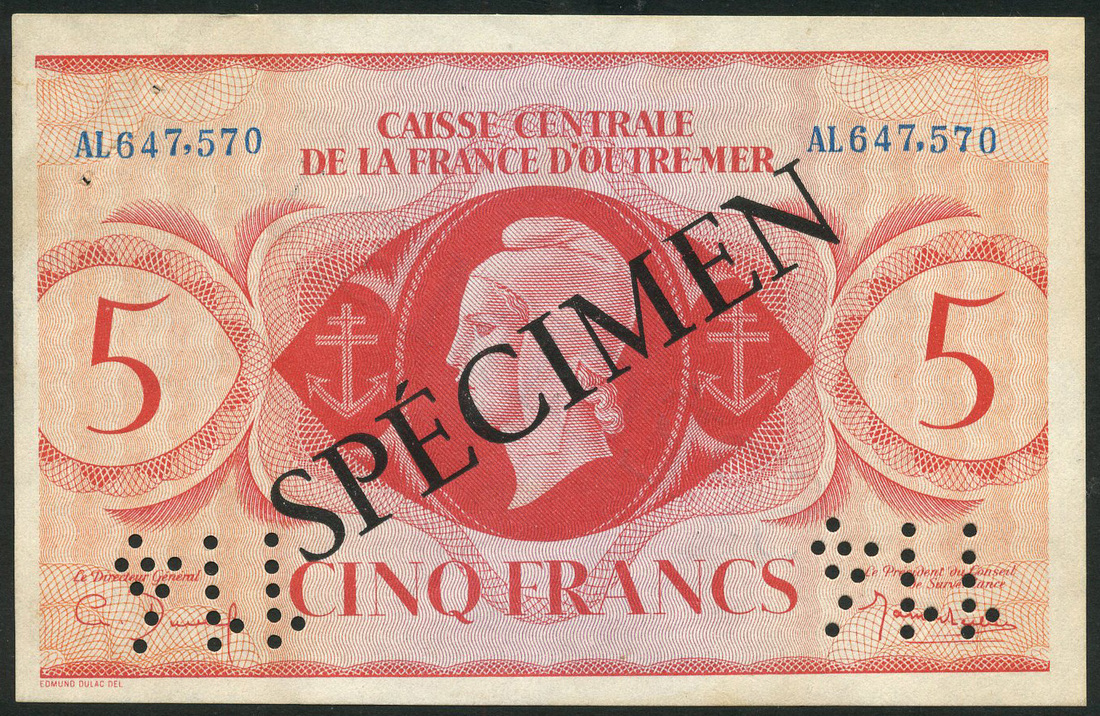 CAISSE CENTRALE
DE LA FRANCE D'OUTRE-MER
AL647,570
AL647,570
SPÉCIMEN
5
5
Le Directeur Général
Le Président du Conseil
de Surveillance
CINQ FRANCS
EDMUND DULAC DEL.